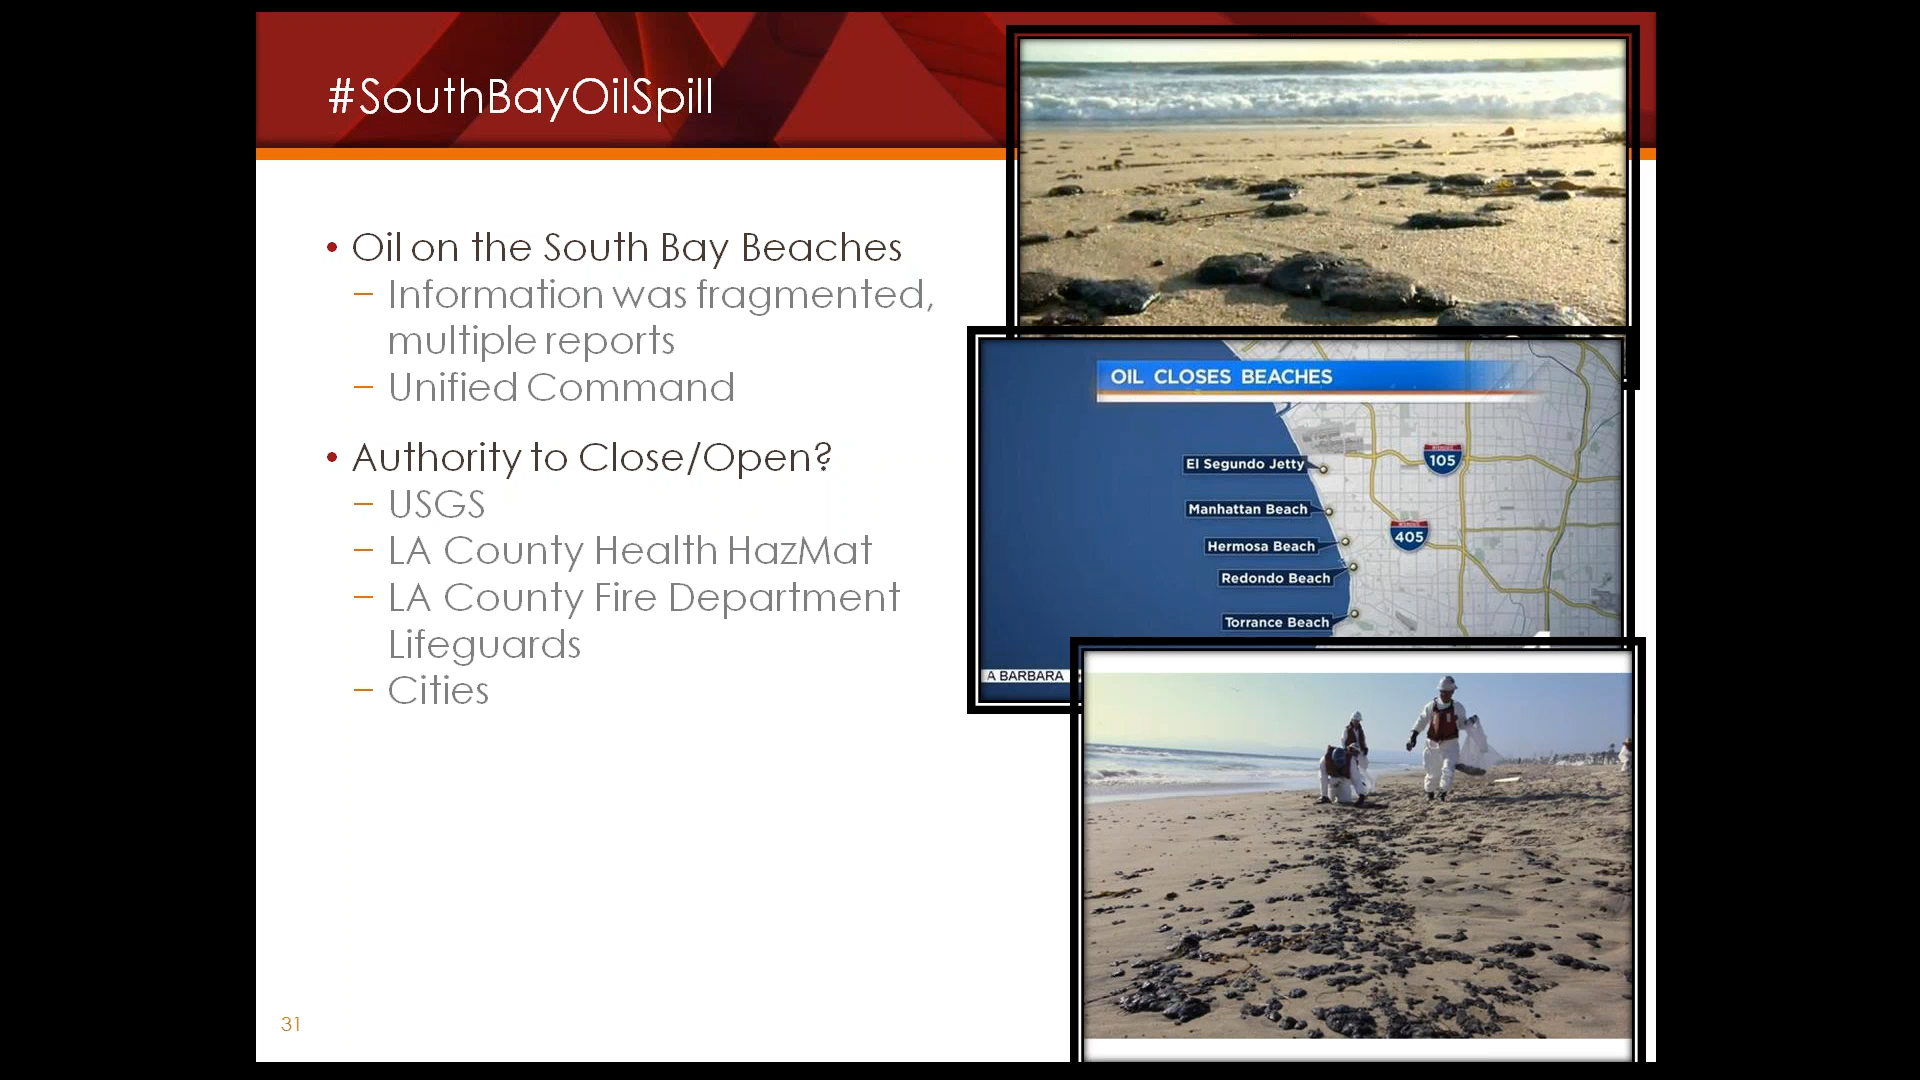 #SouthBayOilSpill
• Oil on the South Bay Beaches
– Information was fragmented,
multiple reports
– Unified Command
• Authority to Close/Open?
– USGS
– LA County Health HazMat
– LA County Fire Department
Lifeguards
– Cities
31
OIL CLOSES BEACHES
El Segundo Jetty
105
Manhattan Beach
405
Hermosa Beach
Redondo Beach
Torrance Beach
A BARBARA